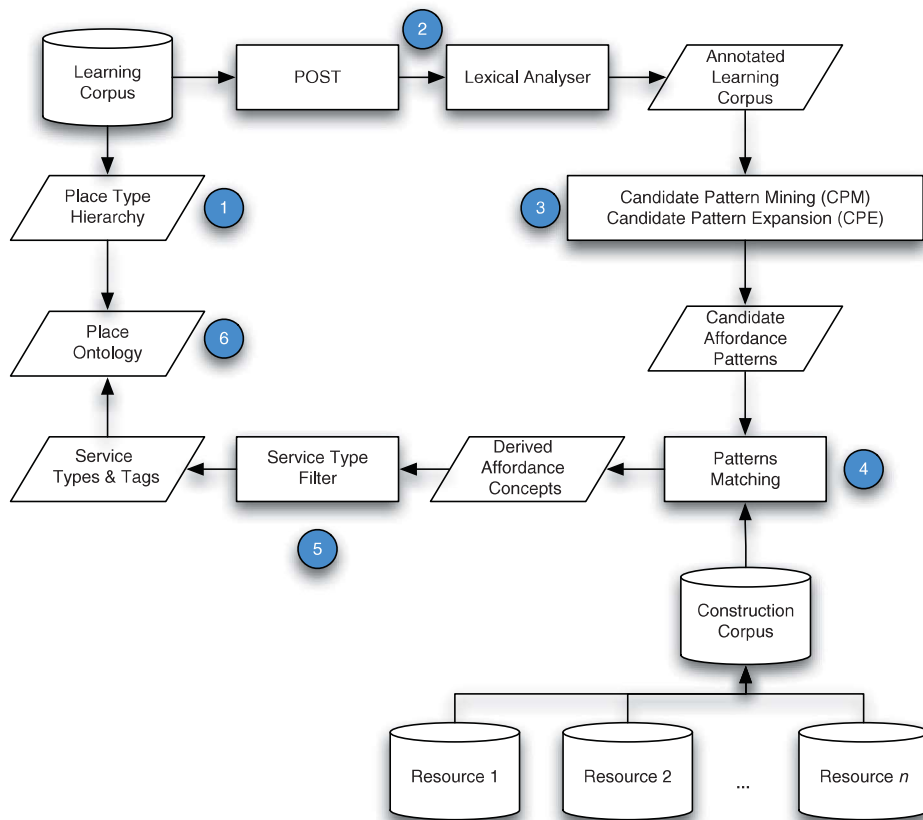 2
Learning
Corpus
POST
Lexical Analyser
Annotated
Learning
Corpus
Place Type
Hierarchy
1
3
Candidate Pattern Mining (CPM)
Candidate Pattern Expansion (CPE)
Place
Ontology
6
Candidate
Affordance
Patterns
Service
Types & Tags
Service Type
Filter
Derived
Affordance
Concepts
Patterns
Matching
4
5
Construction
Corpus
Resource 1
Resource 2
...
Resource n